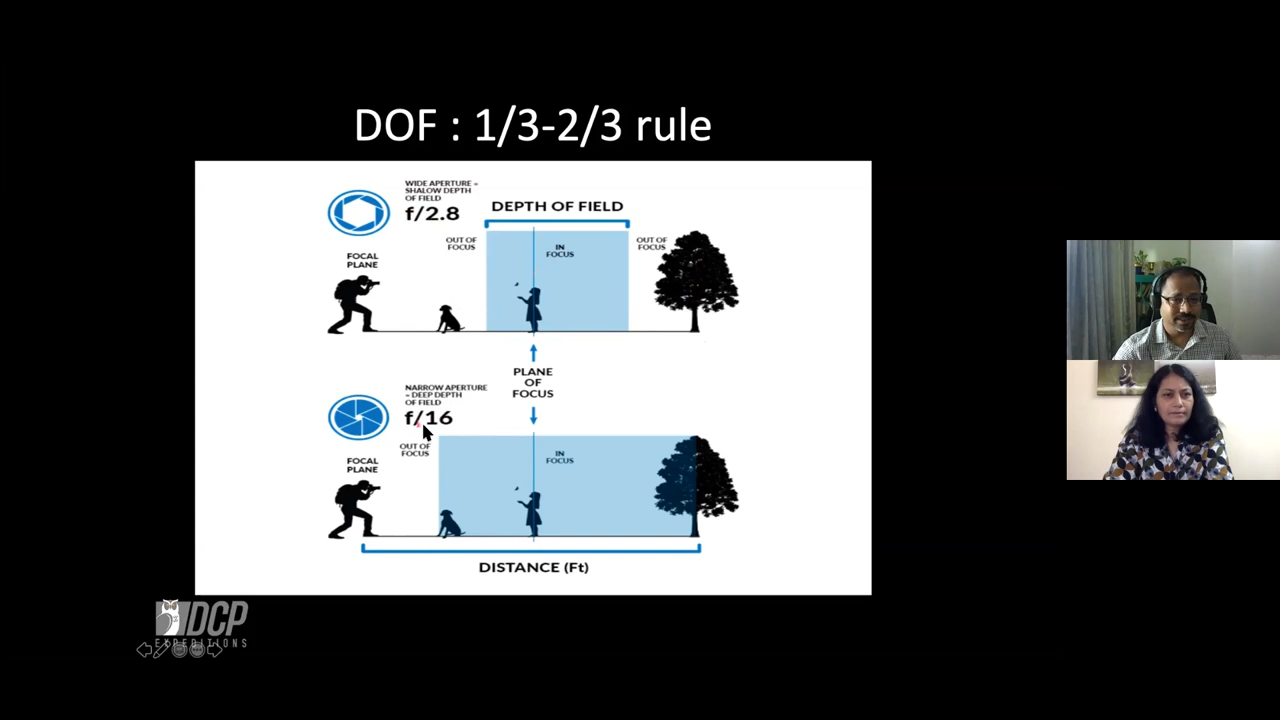 DOF : 1/3-2/3 rule
WIDE APERTURE =
SHALOW DEPTH
OF FIELD
f/2.8
DEPTH OF FIELD
OUT OF
FOCUS
IN
FOCUS
OUT OF
FOCUS
FOCAL
PLANE
PLANE
OF
FOCUS
NARROW APERTURE
= DEEP DEPTH
OF FIELD
f/16
OUT OF
FOCUS
IN
FOCUS
FOCAL
PLANE
DISTANCE (Ft)
DCP
EXPEDITIONS